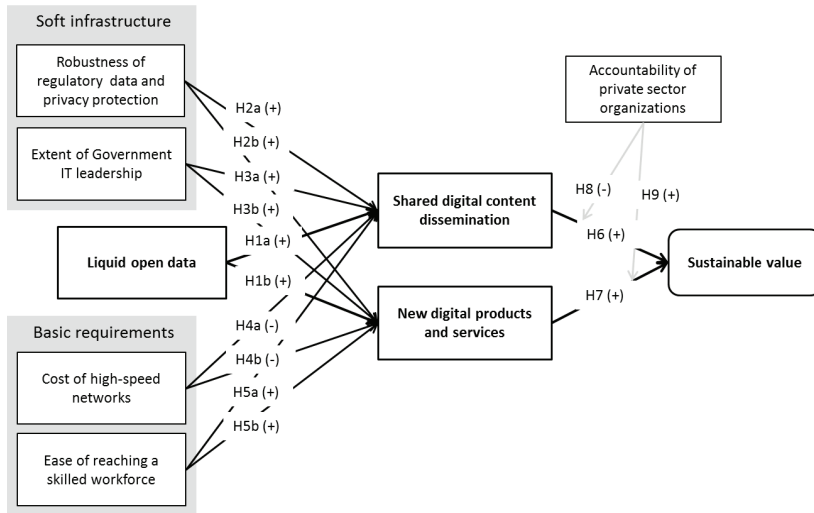 Soft infrastructure
Robustness of
regulatory data and
privacy protection
Extent of Government
IT leadership
Liquid open data
Basic requirements
Cost of high-speed
networks
Ease of reaching a
skilled workforce
H2a (+)
H2b (+)
H3a (+)
H3b (+)
H1a (+)
H1b (+)
H4a (-)
H4b (-)
H5a (+)
H5b (+)
Shared digital content
dissemination
New digital products
and services
Accountability of
private sector
organizations
H8 (-)
H9 (+)
H6 (+)
H7 (+)
Sustainable value